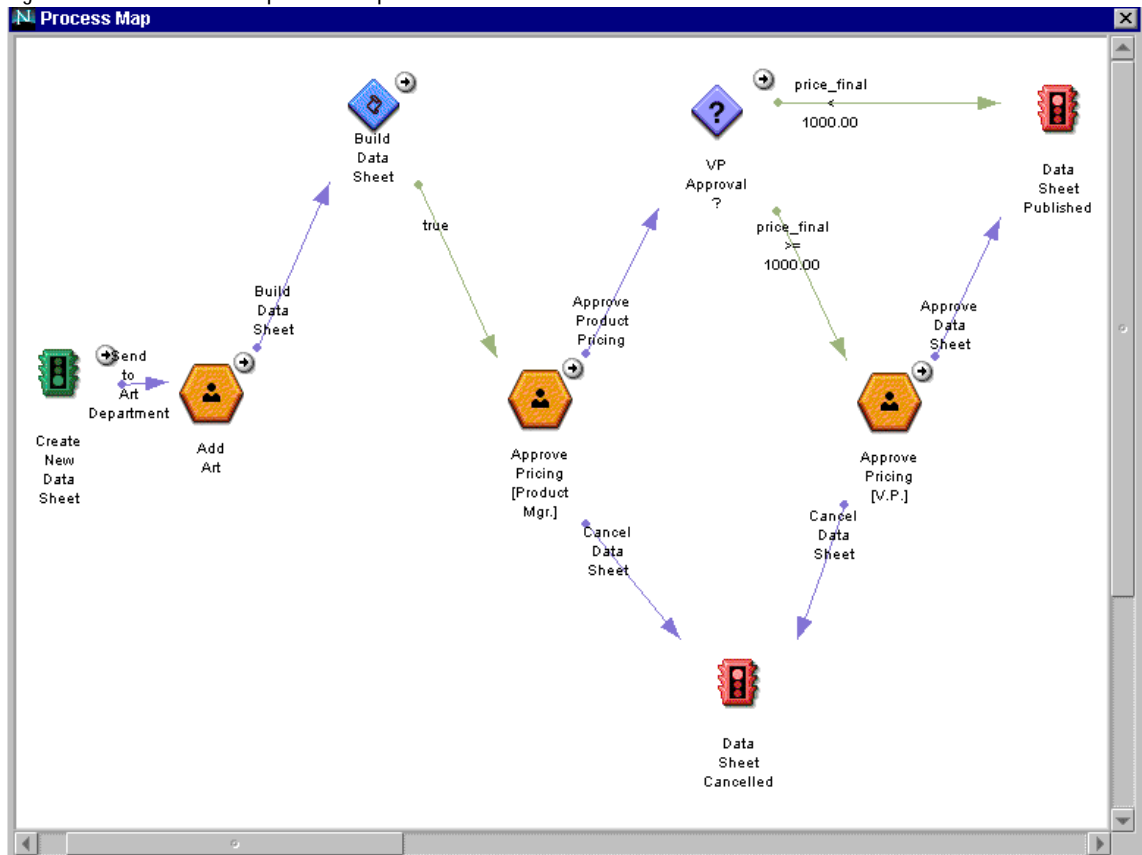 Process Map
price_final
<
1000.00
Build
Data
Sheet
VP
Approval
?
Data
Sheet
Published
true
price_final
>=
1000.00
Build
Data
Sheet
Approve
Product
Pricing
Approve
Data
Sheet
Send
to
Art
Department
Create
New
Data
Sheet
Add
Art
Approve
Pricing
[Product
Mgr.]
Approve
Pricing
[V.P.]
Cancel
Data
Sheet
Cancel
Data
Sheet
Data
Sheet
Cancelled